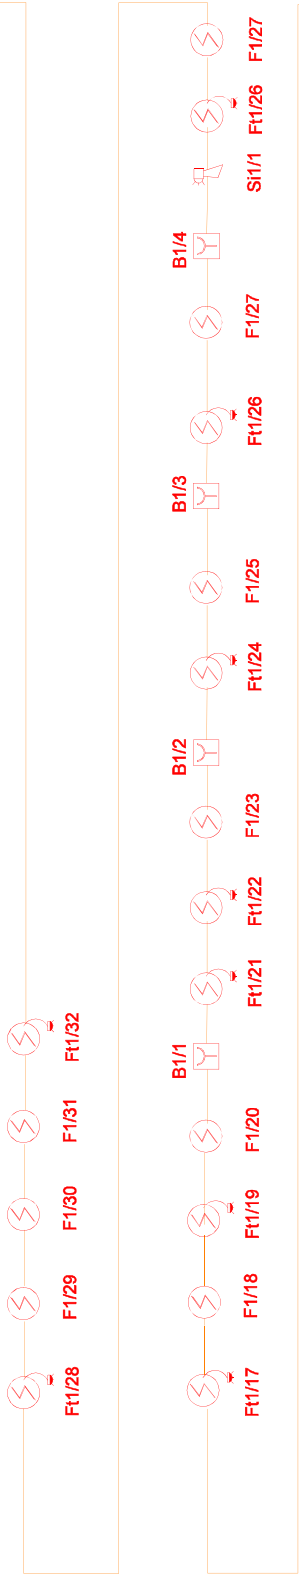 F1/27
Ft1/26
Si1/1
B1/4
F1/27
Ft1/26
B1/3
F1/25
Ft1/24
B1/2
F1/23
Ft1/22
Ft1/21
B1/1
F1/20
Ft1/19
F1/18
Ft1/17
Ft1/32
F1/31
F1/30
F1/29
Ft1/28